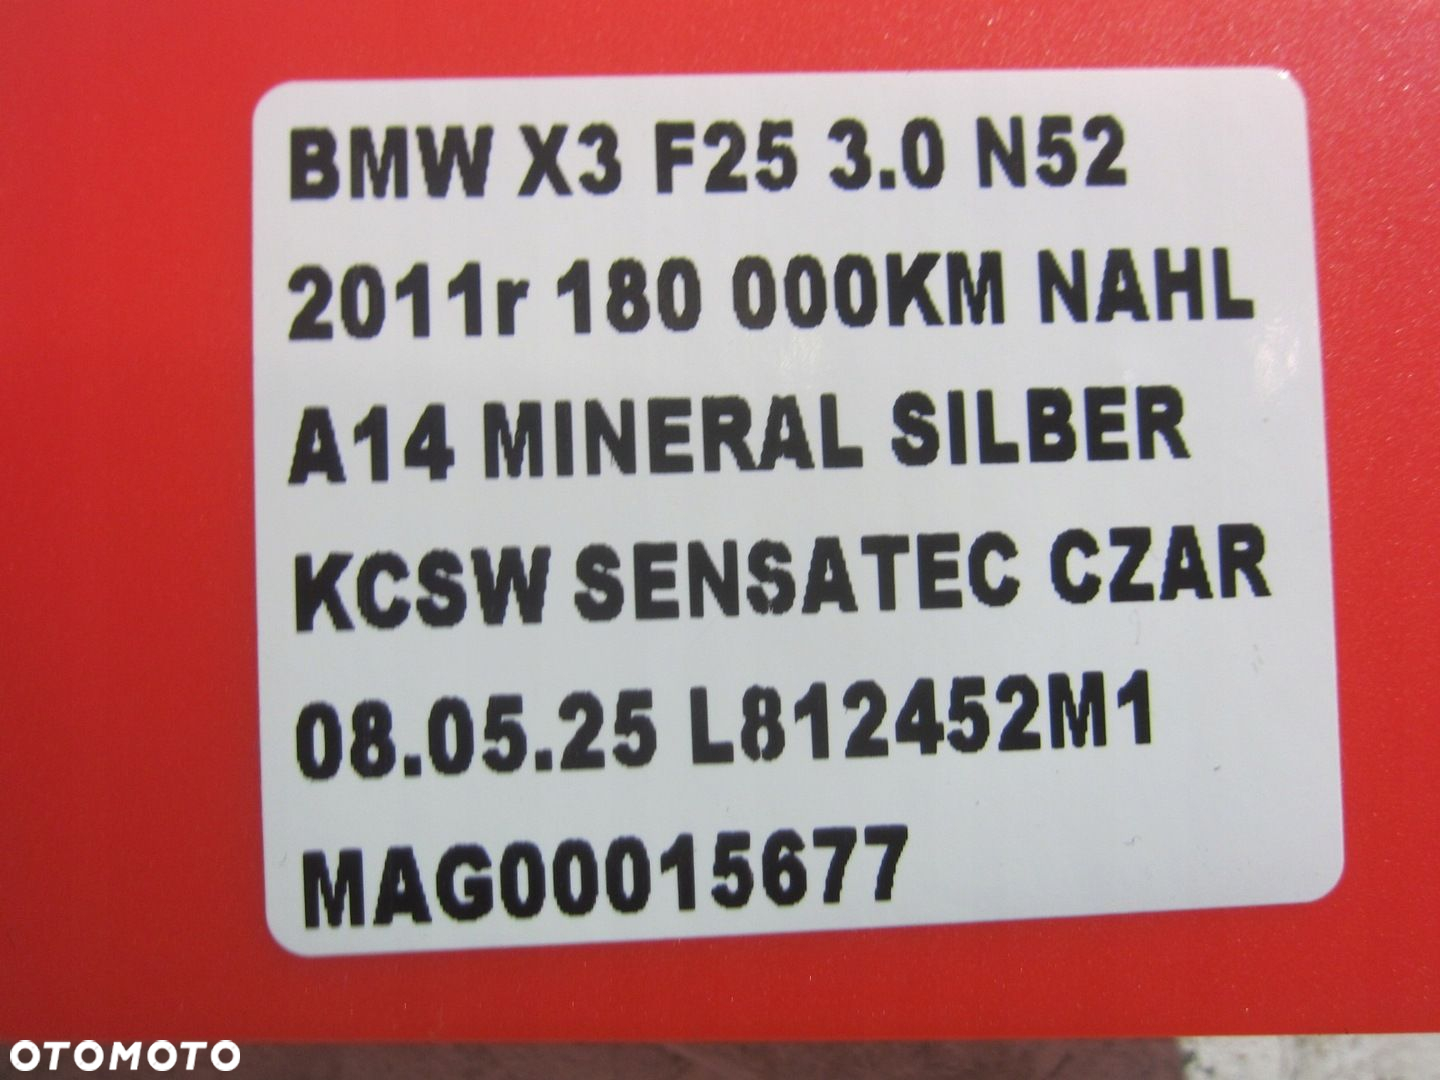 BMW X3 F25 3.0 N52
2011r 180 000KM NAHL
A14 MINERAL SILBER
KCSW SENSATEC CZAR
08.05.25 L812452M1
MAG00015677
OTOMOTO